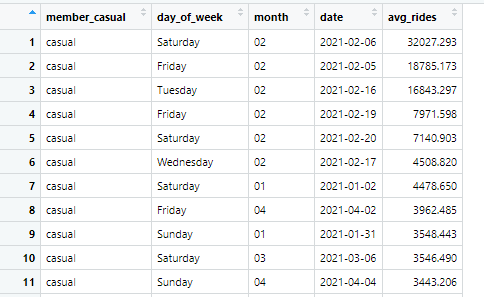 member_casual day_of_week month date avg_rides
1 casual Saturday 02 2021-02-06 32027.293
2 casual Friday 02 2021-02-05 18785.173
3 casual Tuesday 02 2021-02-16 16843.297
4 casual Friday 02 2021-02-19 7971.598
5 casual Saturday 02 2021-02-20 7140.903
6 casual Wednesday 02 2021-02-17 4508.820
7 casual Saturday 01 2021-01-02 4478.650
8 casual Friday 04 2021-04-02 3962.485
9 casual Sunday 01 2021-01-31 3548.443
10 casual Saturday 03 2021-03-06 3546.490
11 casual Sunday 04 2021-04-04 3443.206